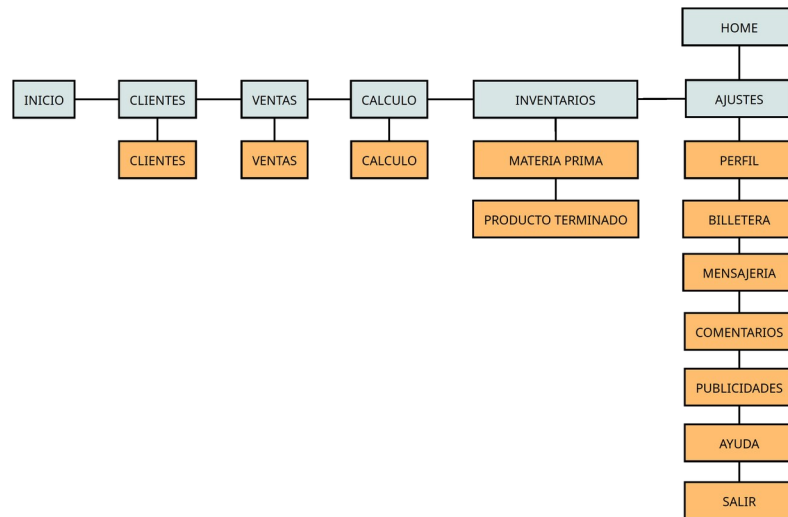 HOME
INICIO
CLIENTES
VENTAS
CALCULO
INVENTARIOS
AJUSTES
CLIENTES
VENTAS
CALCULO
MATERIA PRIMA
PERFIL
PRODUCTO TERMINADO
BILLETERA
MENSAJERIA
COMENTARIOS
PUBLICIDADES
AYUDA
SALIR